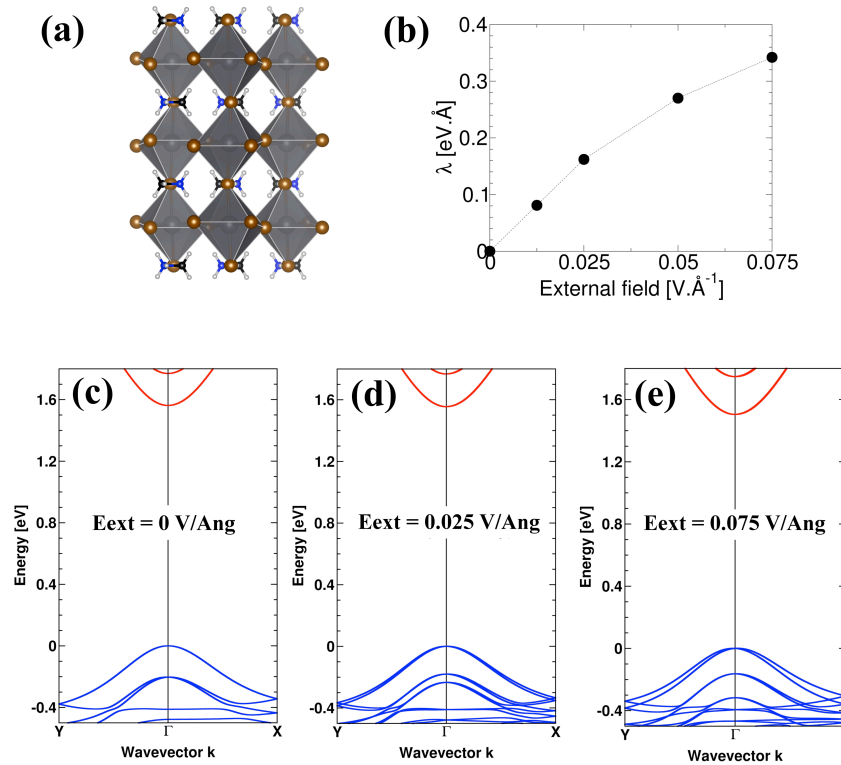 (a)
(b)
0.4
0.3
0.2
0.1
0
λ [eV.Å]
0 0.025 0.05 0.075
External field [V.Å⁻¹]
(c)
1.6
1.2
0.8
0.4
0
-0.4
Energy [eV]
Eext = 0 V/Ang
Y Γ X
Wavevector k
(d)
1.6
1.2
0.8
0.4
0
-0.4
Energy [eV]
Eext = 0.025 V/Ang
Y Γ X
Wavevector k
(e)
1.6
1.2
0.8
0.4
0
-0.4
Energy [eV]
Eext = 0.075 V/Ang
Y Γ
Wavevector k